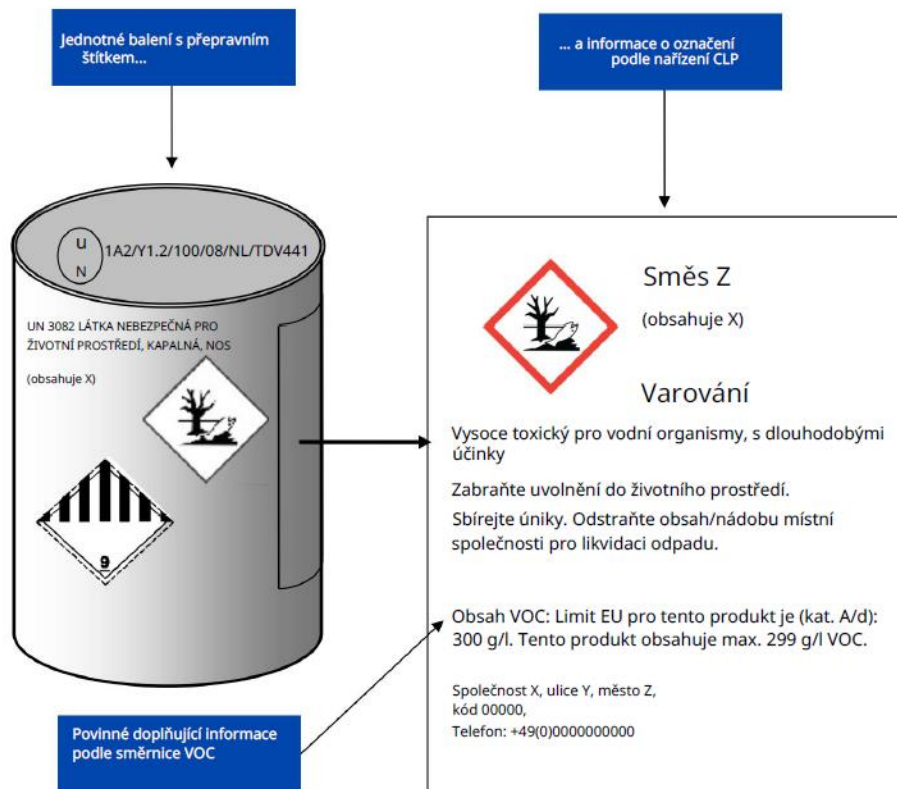 Jednotné balení s přepravním
štítkem...
... a informace o označení
podle nařízení CLP
u
N
1A2/Y1.2/100/08/NL/TDV441
UN 3082 LÁTKA NEBEZPEČNÁ PRO
ŽIVOTNÍ PROSTŘEDÍ, KAPALNÁ, NOS
(obsahuje X)
9
Směs Z
(obsahuje X)
Varování
Vysoce toxický pro vodní organismy, s dlouhodobými
účinky
Zabraňte uvolnění do životního prostředí.
Sbírejte úniky. Odstraňte obsah/nádobu místní
společnosti pro likvidaci odpadu.
Obsah VOC: Limit EU pro tento produkt je (kat. A/d):
300 g/l. Tento produkt obsahuje max. 299 g/l VOC.
Společnost X, ulice Y, město Z,
kód 00000,
Telefon: +49(0)0000000000
Povinné doplňující informace
podle směrnice VOC